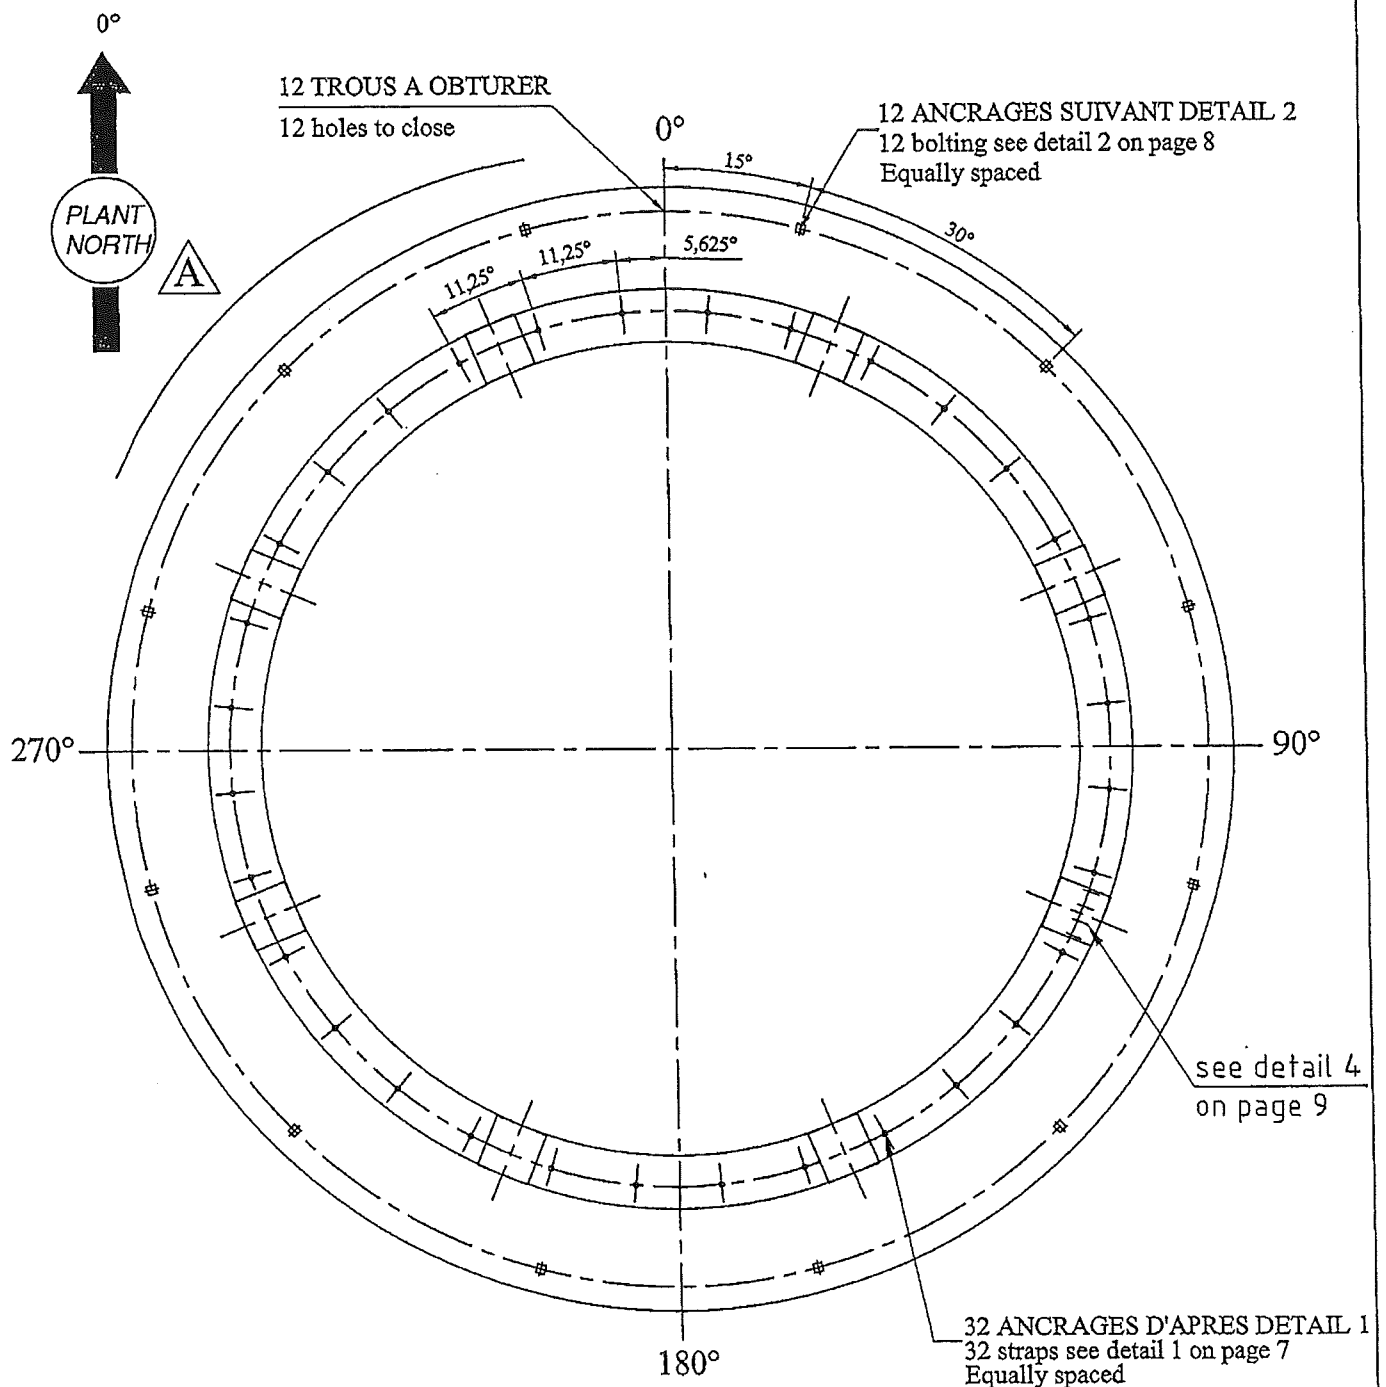 0°
PLANT
NORTH
A
12 TROUS A OBTURER
12 holes to close
0°
12 ANCRAGES SUIVANT DETAIL 2
12 bolting see detail 2 on page 8
Equally spaced
15°
30°
11,25°
11,25°
5,625°
270°
90°
see detail 4
on page 9
180°
32 ANCRAGES D'APRES DETAIL 1
32 straps see detail 1 on page 7
Equally spaced